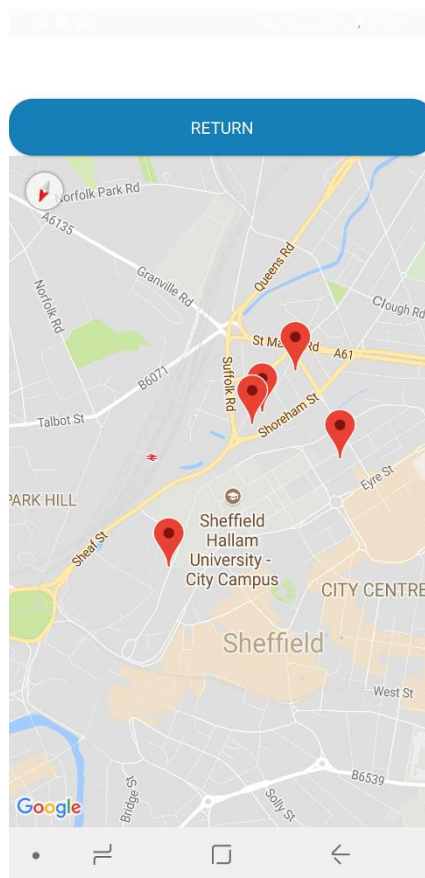 RETURN
Norfolk Park Rd
A6135
Queens Rd
Granville Rd
Norfolk Rd
Clough Rd
St Ma Rd
A61
Suffolk Rd
B6071
Shoreham St
Talbot St
Eyre St
PARK HILL
Sheffield
Hallam
University -
City Campus
Sheaf St
CITY CENTRE
Sheffield
West St
B6539
Bridge St
Solly St
Google